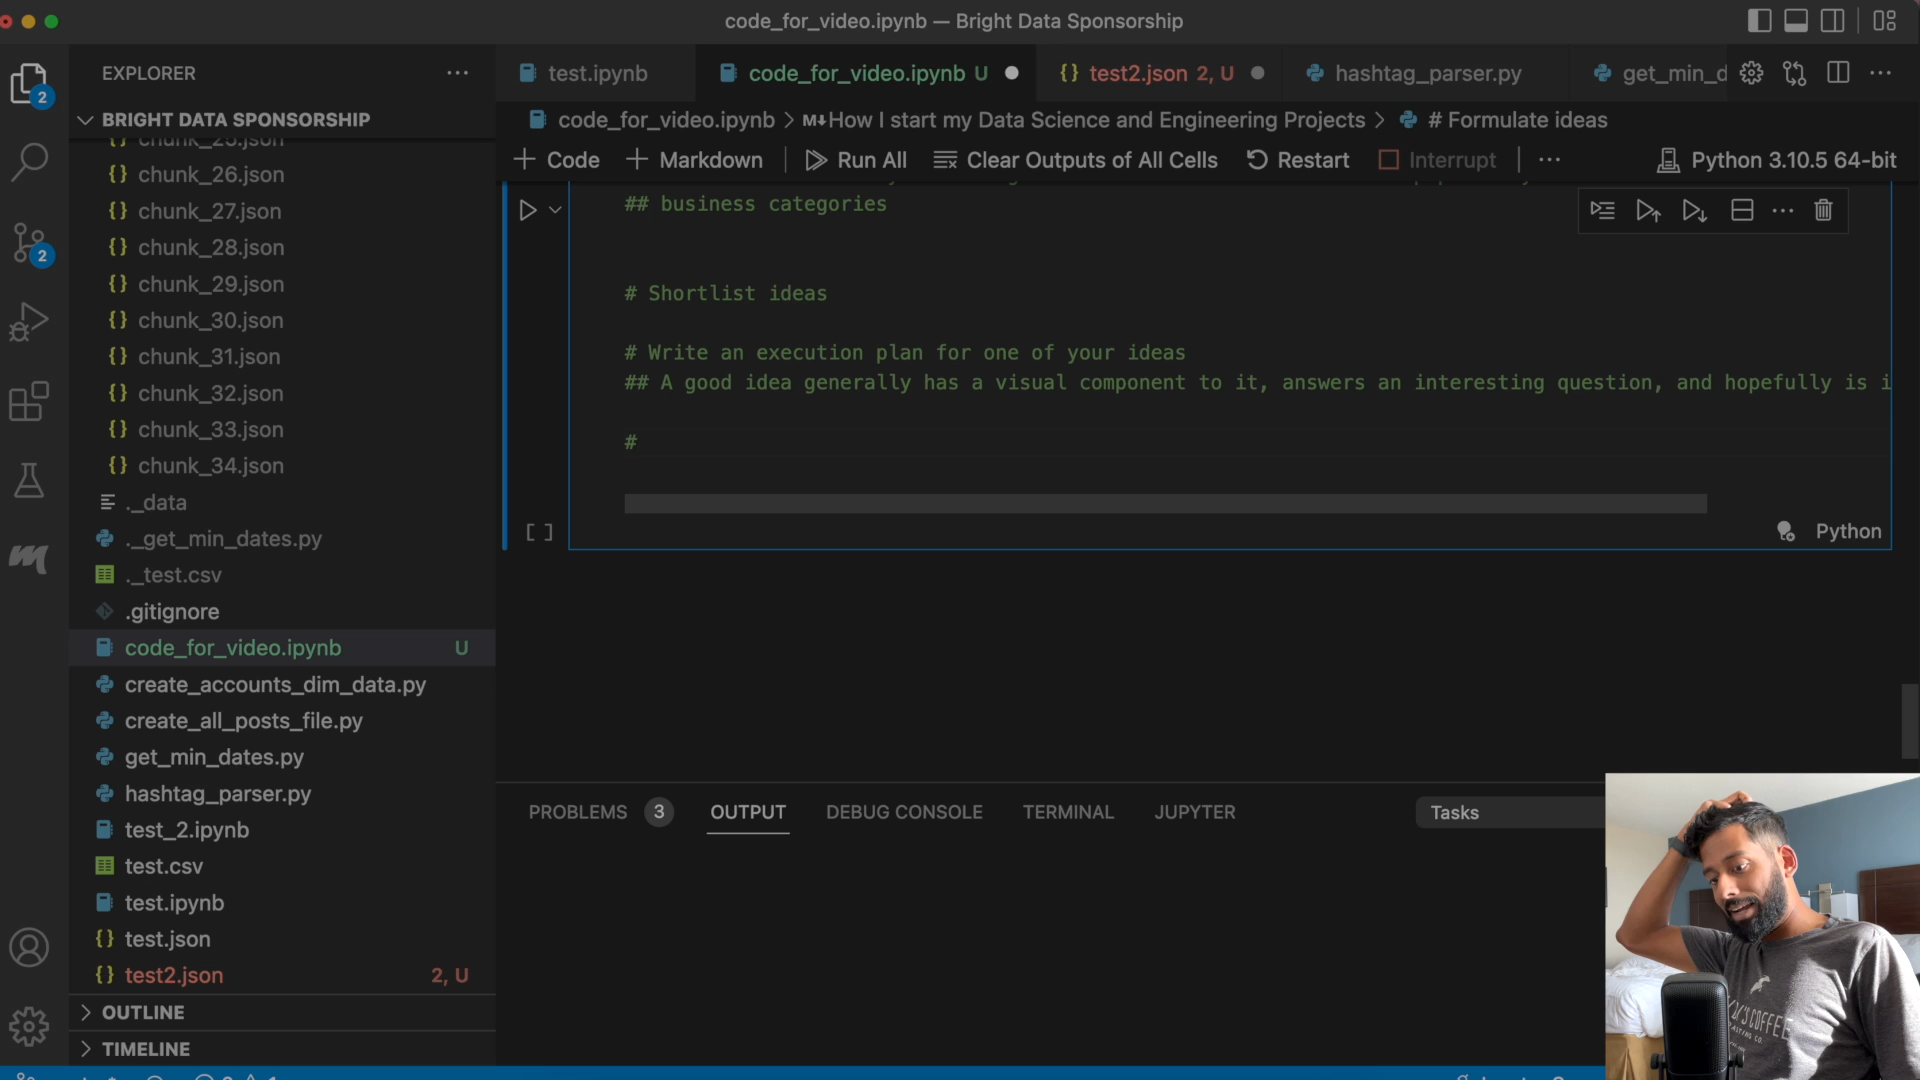 code_for_video.ipynb — Bright Data Sponsorship
EXPLORER
2
BRIGHT DATA SPONSORSHIP
chunk_25.json
{} chunk_26.json
{} chunk_27.json
{} chunk_28.json
{} chunk_29.json
{} chunk_30.json
{} chunk_31.json
{} chunk_32.json
{} chunk_33.json
{} chunk_34.json
._data
._get_min_dates.py
._test.csv
.gitignore
code_for_video.ipynb U
create_accounts_dim_data.py
create_all_posts_file.py
get_min_dates.py
hashtag_parser.py
test_2.ipynb
test.csv
test.ipynb
{} test.json
{} test2.json 2, U
OUTLINE
TIMELINE
2
test.ipynb
code_for_video.ipynb U
{} test2.json 2, U
hashtag_parser.py
get_min_d
code_for_video.ipynb > M↓How I start my Data Science and Engineering Projects > # Formulate ideas
+ Code + Markdown Run All Clear Outputs of All Cells Restart Interrupt ... Python 3.10.5 64-bit
## business categories
# Shortlist ideas
# Write an execution plan for one of your ideas
## A good idea generally has a visual component to it, answers an interesting question, and hopefully is i
#
[ ]
Python
PROBLEMS 3 OUTPUT DEBUG CONSOLE TERMINAL JUPYTER
Tasks
COFFEE